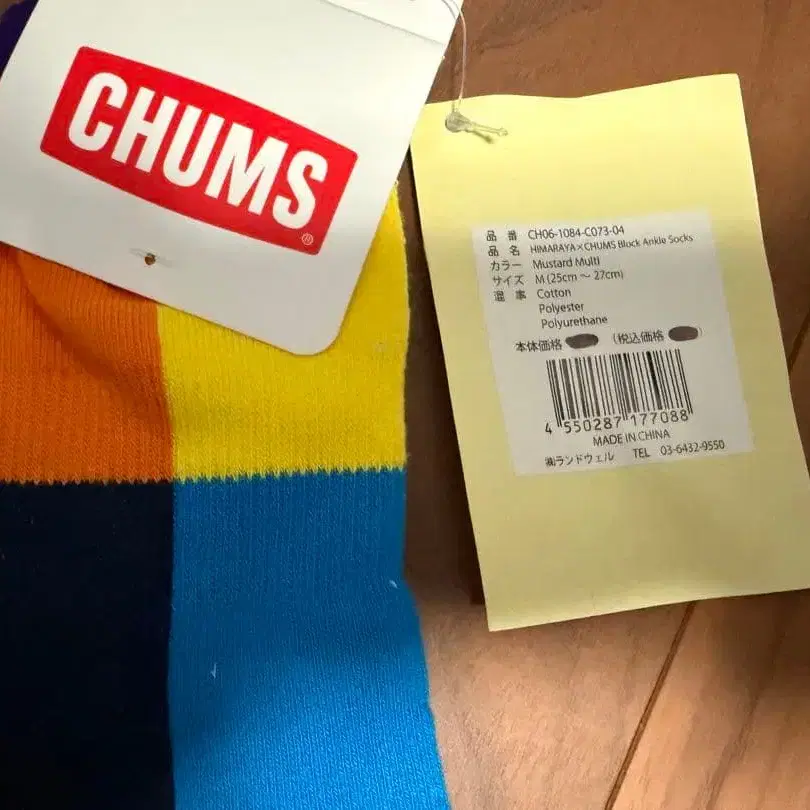 CHUMS®
品 番 CH06-1084-C073-04
品 名 HIMARAYA×CHUMS Block Ankle Socks
カラー Mustard Multi
サイズ M (25cm ～ 27cm)
混 率 Cotton
Polyester
Polyurethane
本体価格 (税込価格 )
4 550287 177088
MADE IN CHINA
㈱ランドウェル TEL 03-6432-9550